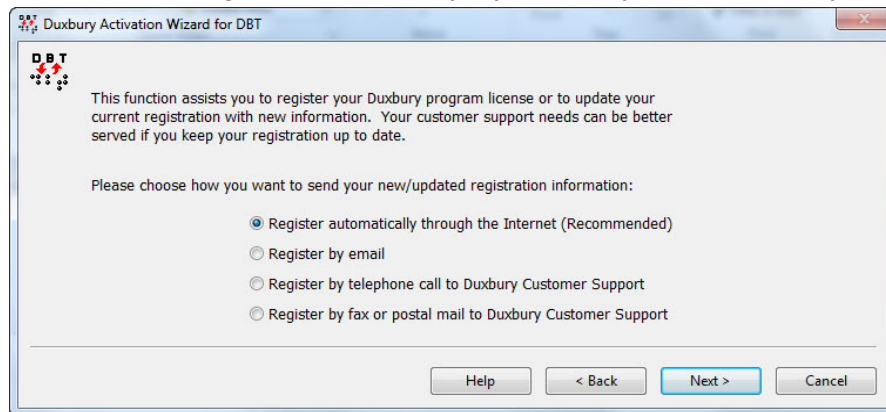 Duxbury Activation Wizard for DBT
DBT
This function assists you to register your Duxbury program license or to update your
current registration with new information.  Your customer support needs can be better
served if you keep your registration up to date.
Please choose how you want to send your new/updated registration information:
Register automatically through the Internet (Recommended)
Register by email
Register by telephone call to Duxbury Customer Support
Register by fax or postal mail to Duxbury Customer Support
Help
< Back
Next >
Cancel